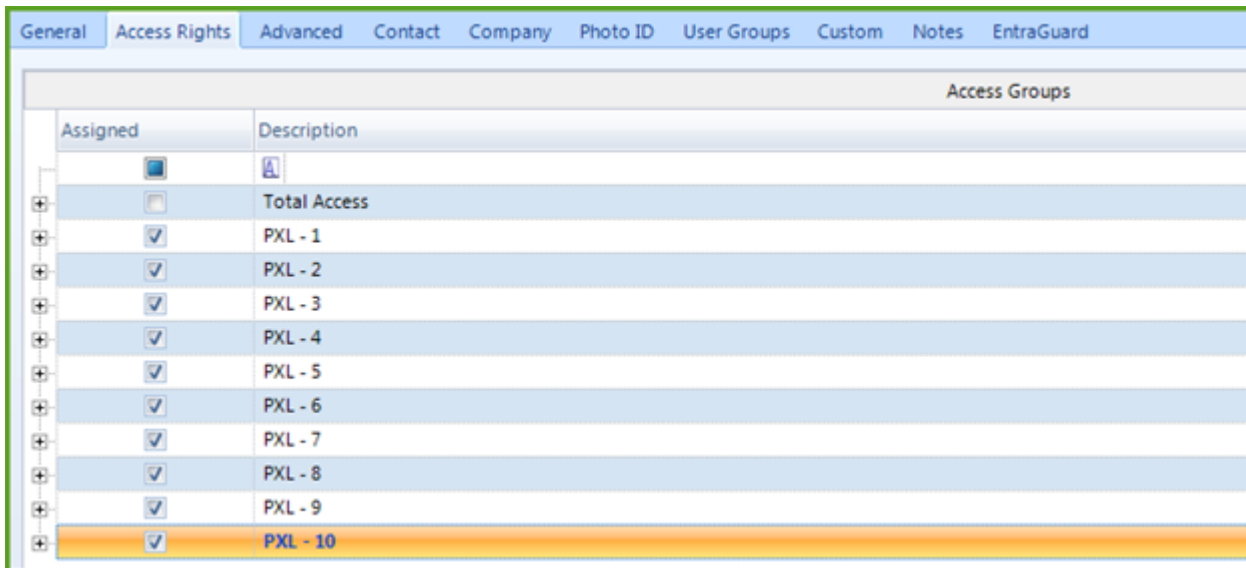 General Access Rights Advanced Contact Company Photo ID User Groups Custom Notes EntraGuard
Access Groups
Assigned Description
A
Total Access
PXL - 1
PXL - 2
PXL - 3
PXL - 4
PXL - 5
PXL - 6
PXL - 7
PXL - 8
PXL - 9
PXL - 10